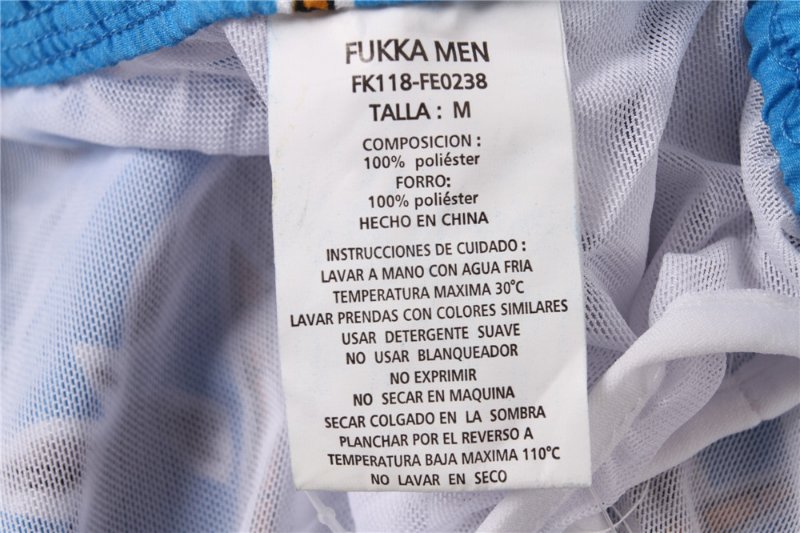 FUKKA MEN
FK118-FE0238
TALLA : M
COMPOSICION :
100% poliéster
FORRO:
100% poliéster
HECHO EN CHINA
INSTRUCCIONES DE CUIDADO :
LAVAR A MANO CON AGUA FRIA
TEMPERATURA MAXIMA 30°C
LAVAR PRENDAS CON COLORES SIMILARES
USAR DETERGENTE SUAVE
NO USAR BLANQUEADOR
NO EXPRIMIR
NO SECAR EN MAQUINA
SECAR COLGADO EN LA SOMBRA
PLANCHAR POR EL REVERSO A
TEMPERATURA BAJA MAXIMA 110°C
NO LAVAR EN SECO